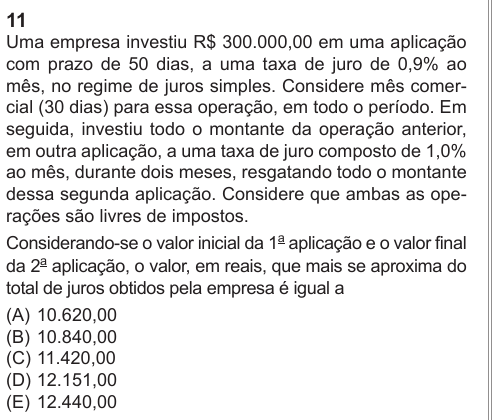 11
Uma empresa investiu R$ 300.000,00 em uma aplicação
com prazo de 50 dias, a uma taxa de juro de 0,9% ao
mês, no regime de juros simples. Considere mês comer-
cial (30 dias) para essa operação, em todo o período. Em
seguida, investiu todo o montante da operação anterior,
em outra aplicação, a uma taxa de juro composto de 1,0%
ao mês, durante dois meses, resgatando todo o montante
dessa segunda aplicação. Considere que ambas as ope-
rações são livres de impostos.
Considerando-se o valor inicial da 1ª aplicação e o valor final
da 2ª aplicação, o valor, em reais, que mais se aproxima do
total de juros obtidos pela empresa é igual a
(A) 10.620,00
(B) 10.840,00
(C) 11.420,00
(D) 12.151,00
(E) 12.440,00